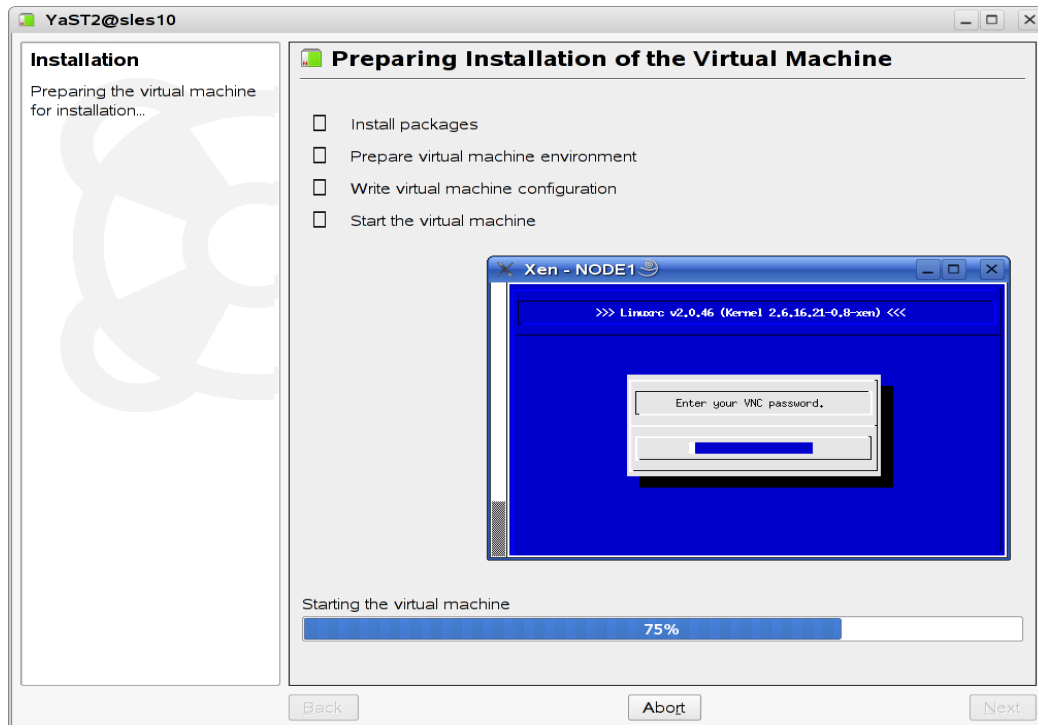 YaST2@sles10
Installation
Preparing the virtual machine
for installation...
Preparing Installation of the Virtual Machine
Install packages
Prepare virtual machine environment
Write virtual machine configuration
Start the virtual machine
Xen - NODE1
>>> Linuxrc v2.0.46 (Kernel 2.6.16.21-0.8-xen) <<<
Enter your VNC password.
Starting the virtual machine
75%
Back
Abort
Next